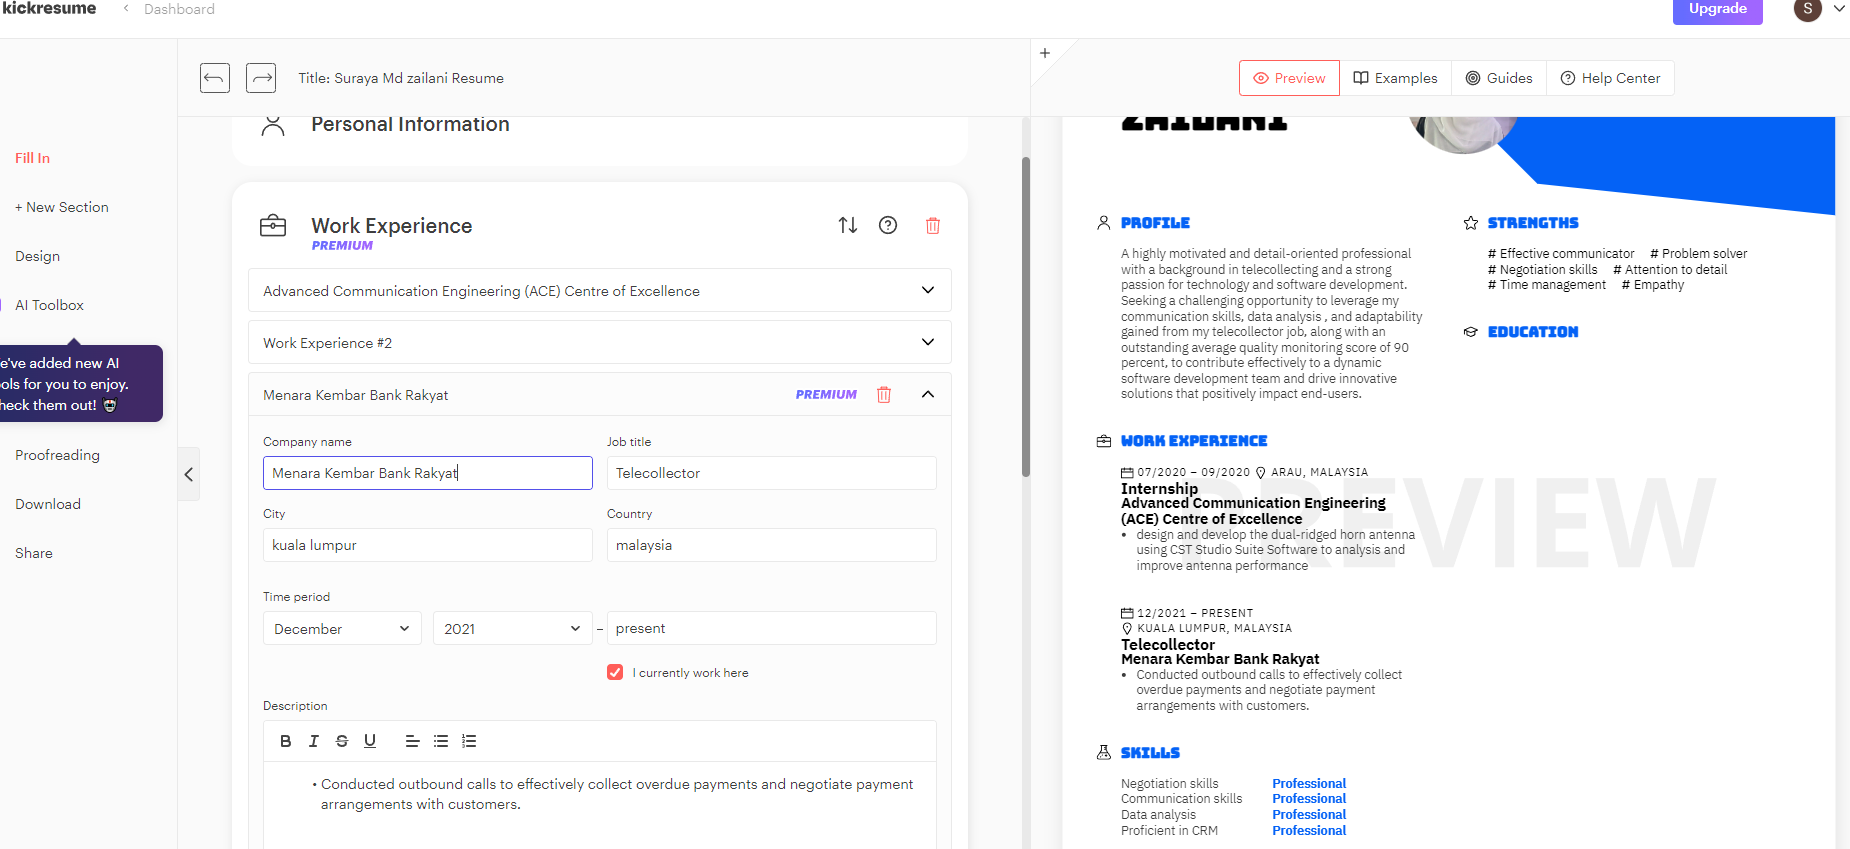 kickresume
Dashboard
Upgrade
S
Title: Suraya Md zailani Resume
Preview
Examples
Guides
Help Center
Fill In
+ New Section
Design
AI Toolbox
e've added new AI
ols for you to enjoy.
heck them out!
Proofreading
Download
Share
Personal Information
Work Experience
PREMIUM
Advanced Communication Engineering (ACE) Centre of Excellence
Work Experience #2
Menara Kembar Bank Rakyat
PREMIUM
Company name
Job title
Menara Kembar Bank Rakyat
Telecollector
City
Country
kuala lumpur
malaysia
Time period
December
2021
–
present
I currently work here
Description
B I S U
• Conducted outbound calls to effectively collect overdue payments and negotiate payment
arrangements with customers.
ZAILANI
PROFILE
A highly motivated and detail-oriented professional
with a background in telecollecting and a strong
passion for technology and software development.
Seeking a challenging opportunity to leverage my
communication skills, data analysis , and adaptability
gained from my telecollector job, along with an
outstanding average quality monitoring score of 90
percent, to contribute effectively to a dynamic
software development team and drive innovative
solutions that positively impact end-users.
STRENGTHS
# Effective communicator # Problem solver
# Negotiation skills # Attention to detail
# Time management # Empathy
EDUCATION
WORK EXPERIENCE
07/2020 – 09/2020 ARAU, MALAYSIA
Internship
Advanced Communication Engineering
(ACE) Centre of Excellence
• design and develop the dual-ridged horn antenna
using CST Studio Suite Software to analysis and
improve antenna performance
PREVIEW
12/2021 – PRESENT
KUALA LUMPUR, MALAYSIA
Telecollector
Menara Kembar Bank Rakyat
• Conducted outbound calls to effectively collect
overdue payments and negotiate payment
arrangements with customers.
SKILLS
Negotiation skills Professional
Communication skills Professional
Data analysis Professional
Proficient in CRM Professional